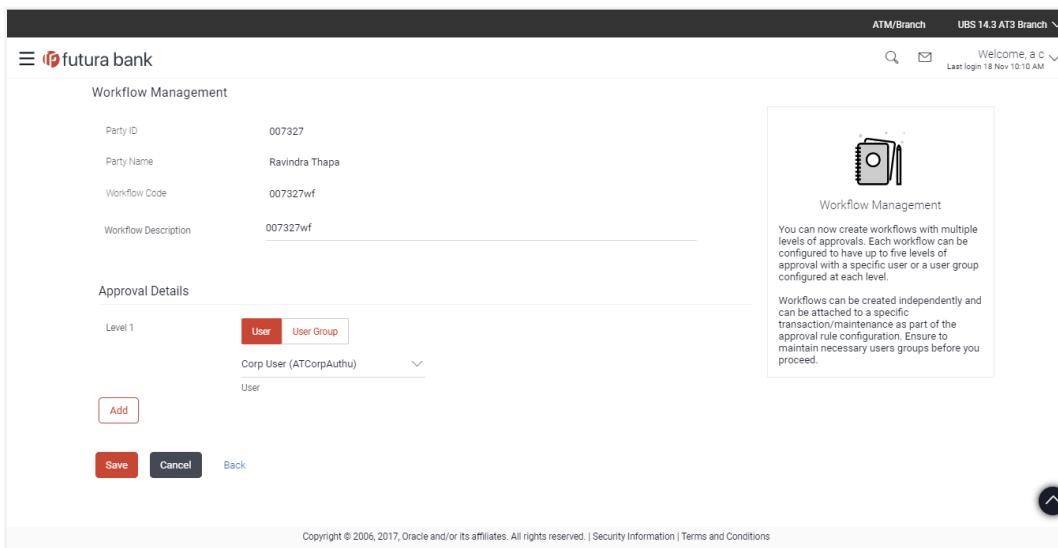 ATM/Branch UBS 14.3 AT3 Branch
futura bank
Welcome, a c
Last login 18 Nov 10:10 AM
Workflow Management
Party ID 007327
Party Name Ravindra Thapa
Workflow Code 007327wf
Workflow Description 007327wf
Approval Details
Level 1 User User Group
Corp User (ATCorpAuthu)
User
Add
Save Cancel Back
Workflow Management
You can now create workflows with multiple
levels of approvals. Each workflow can be
configured to have up to five levels of
approval with a specific user or a user group
configured at each level.
Workflows can be created independently and
can be attached to a specific
transaction/maintenance as part of the
approval rule configuration. Ensure to
maintain necessary users groups before you
proceed.
Copyright © 2006, 2017, Oracle and/or its affiliates. All rights reserved. | Security Information | Terms and Conditions